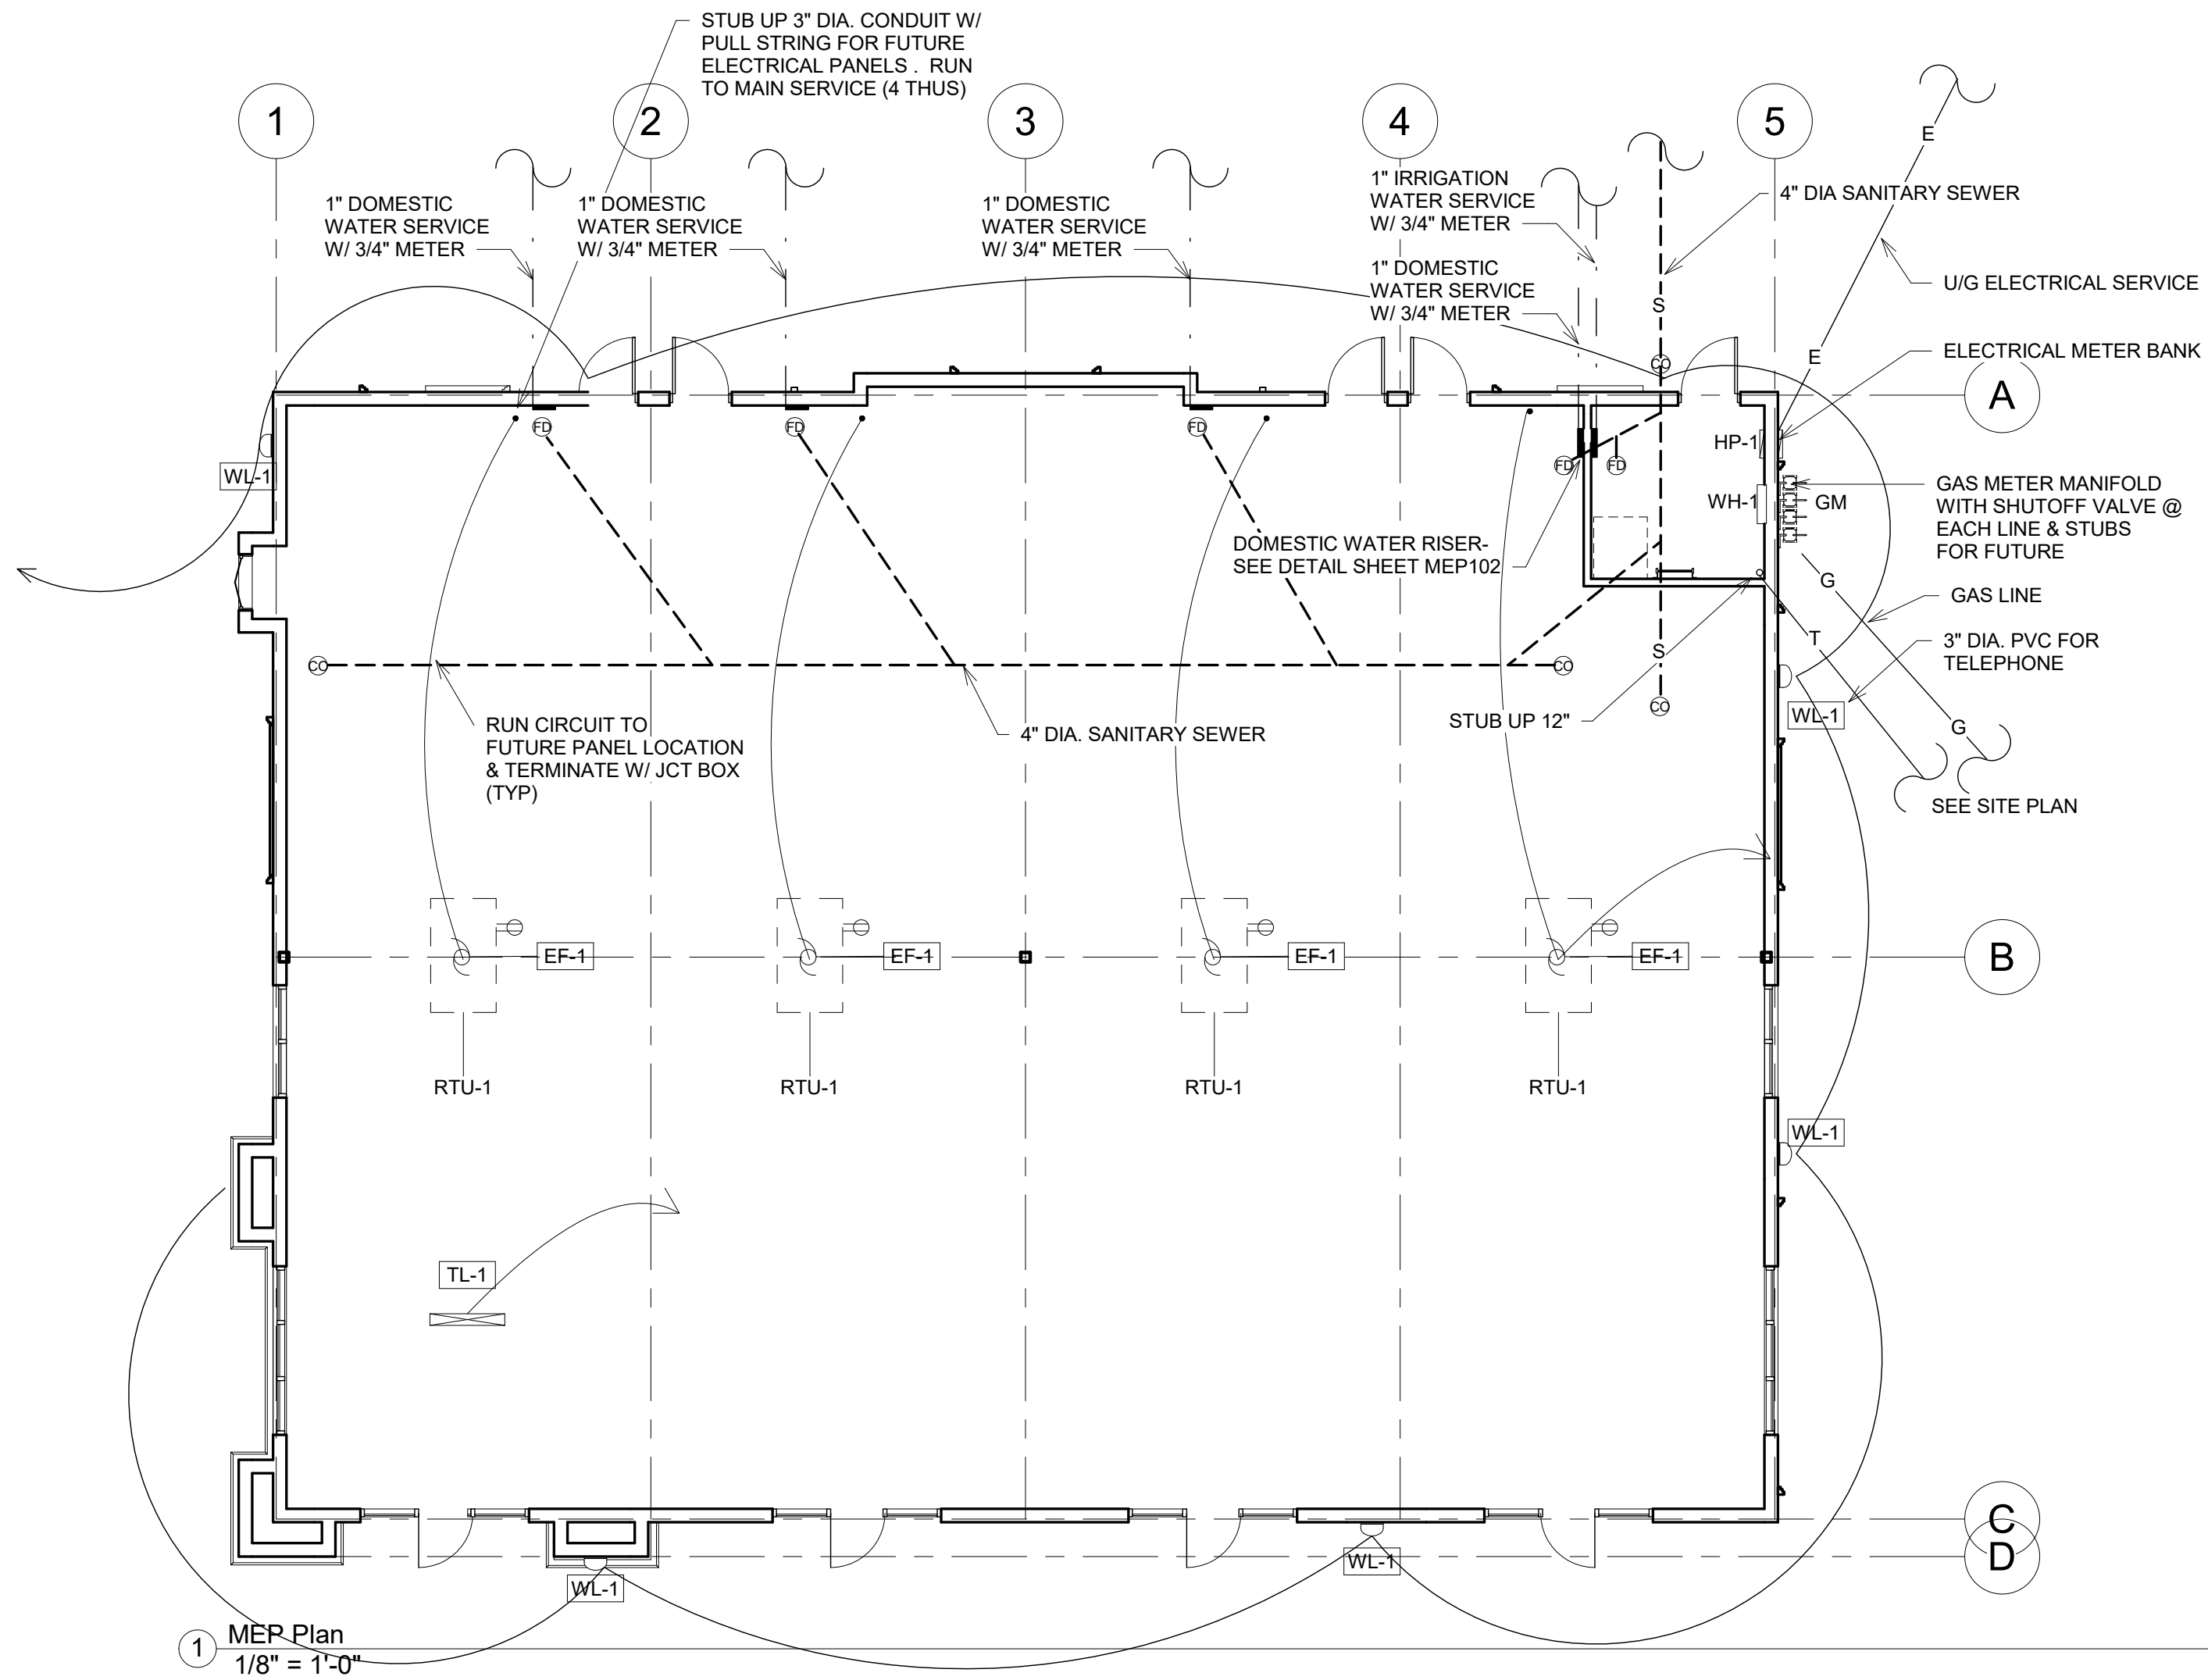 STUB UP 3" DIA. CONDUIT W/
PULL STRING FOR FUTURE
ELECTRICAL PANELS . RUN
TO MAIN SERVICE (4 THUS)
1
2
3
4
5
E
1" DOMESTIC
WATER SERVICE
W/ 3/4" METER
1" DOMESTIC
WATER SERVICE
W/ 3/4" METER
1" DOMESTIC
WATER SERVICE
W/ 3/4" METER
1" IRRIGATION
WATER SERVICE
W/ 3/4" METER
1" DOMESTIC
WATER SERVICE
W/ 3/4" METER
4" DIA SANITARY SEWER
U/G ELECTRICAL SERVICE
S
E
CO
ELECTRICAL METER BANK
A
FD
FD
FD
FD
FD
HP-1
WL-1
WH-1
GM
GAS METER MANIFOLD
WITH SHUTOFF VALVE @
EACH LINE & STUBS
FOR FUTURE
DOMESTIC WATER RISER-
SEE DETAIL SHEET MEP102
G
GAS LINE
T
3" DIA. PVC FOR
TELEPHONE
S
CO
CO
CO
WL-1
G
STUB UP 12"
RUN CIRCUIT TO
FUTURE PANEL LOCATION
& TERMINATE W/ JCT BOX
(TYP)
4" DIA. SANITARY SEWER
SEE SITE PLAN
EF-1
EF-1
EF-1
EF-1
B
RTU-1
RTU-1
RTU-1
RTU-1
WL-1
TL-1
C
D
WL-1
WL-1
1
MEP Plan
1/8" = 1'-0"